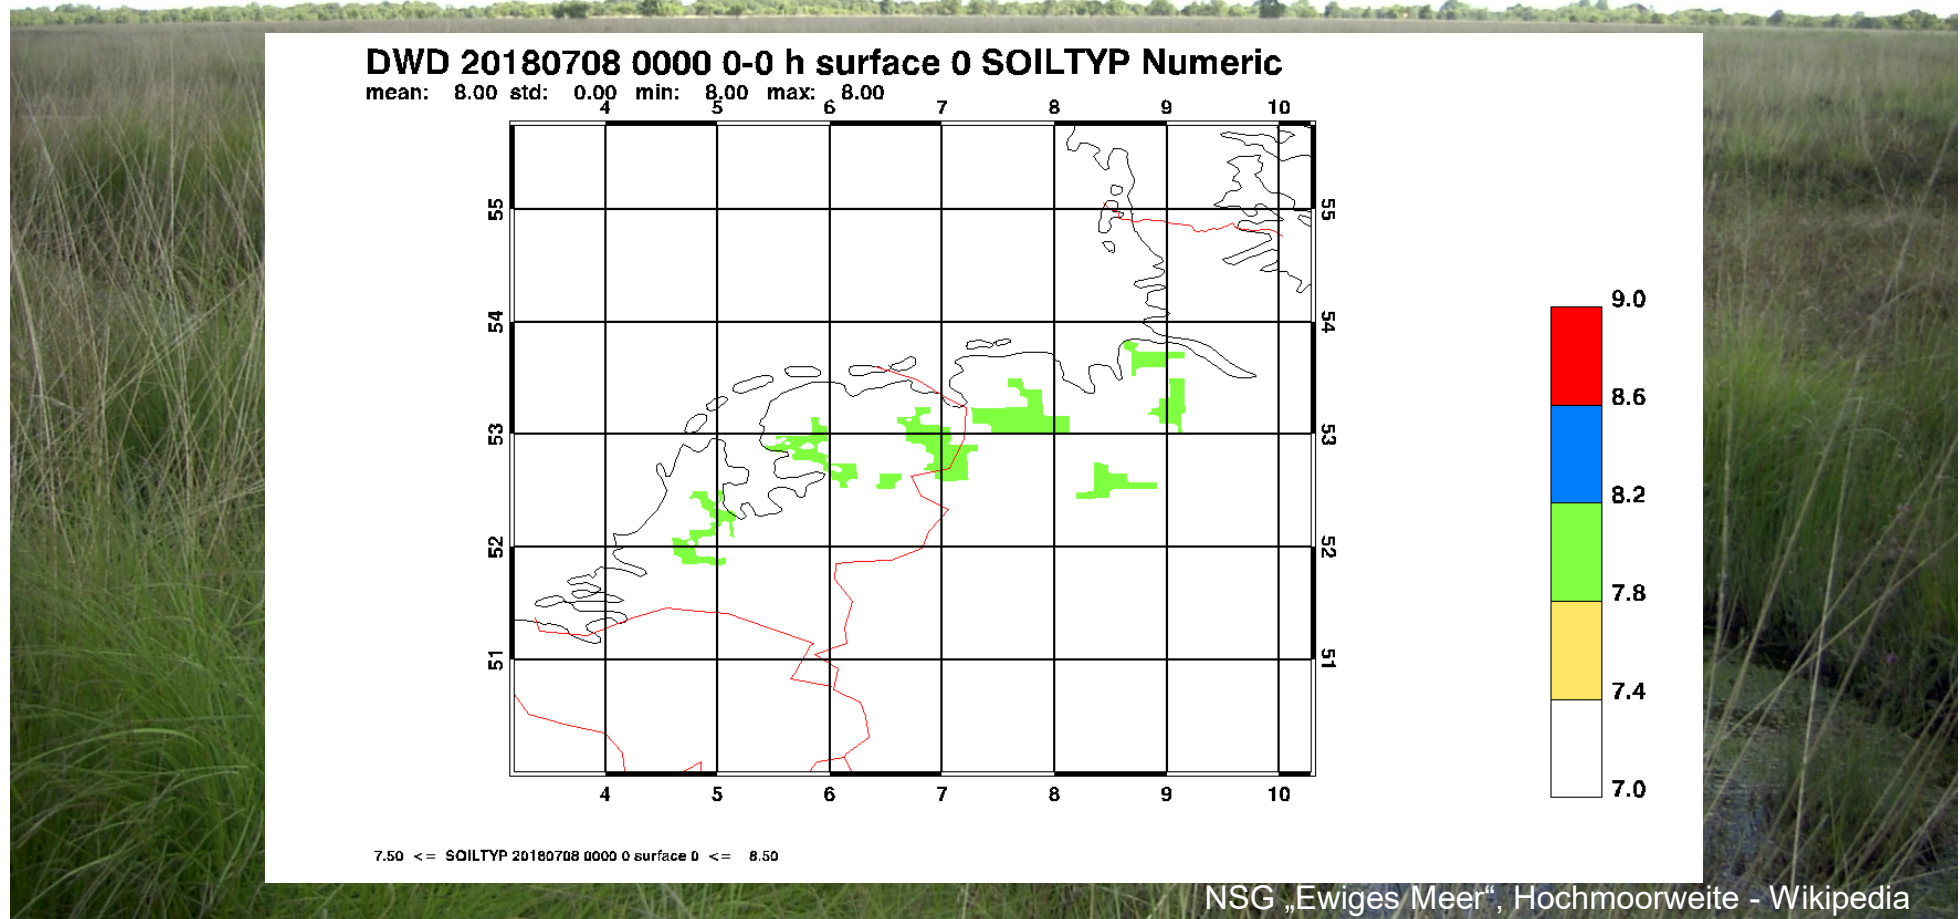 DWD 20180708 0000 0-0 h surface 0 SOILTYP Numeric
mean: 8.00 std: 0.00 min: 8.00 max: 8.00
4 5 6 7 8 9 10
55 55
54 54
53 53
52 52
51 51
4 5 6 7 8 9 10
9.0
8.6
8.2
7.8
7.4
7.0
7.50 <= SOILTYP 20180708 0000 0 surface 0 <= 8.50
NSG „Ewiges Meer“, Hochmoorweite - Wikipedia